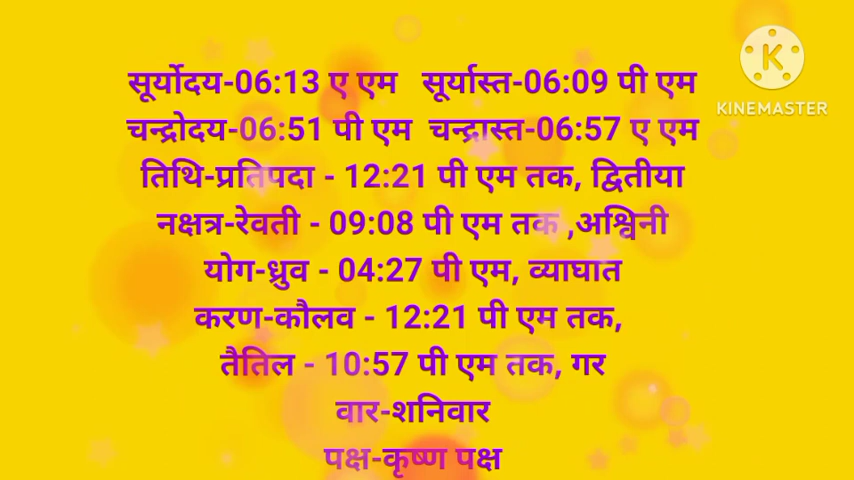 सूर्योदय-06:13 ए एम सूर्यास्त-06:09 पी एम
चन्द्रोदय-06:51 पी एम चन्द्रास्त-06:57 ए एम
तिथि-प्रतिपदा - 12:21 पी एम तक, द्वितीया
नक्षत्र-रेवती - 09:08 पी एम तक ,अश्विनी
योग-ध्रुव - 04:27 पी एम, व्याघात
करण-कौलव - 12:21 पी एम तक,
तैतिल - 10:57 पी एम तक, गर
वार-शनिवार
पक्ष-कृष्ण पक्ष
K
KINEMASTER